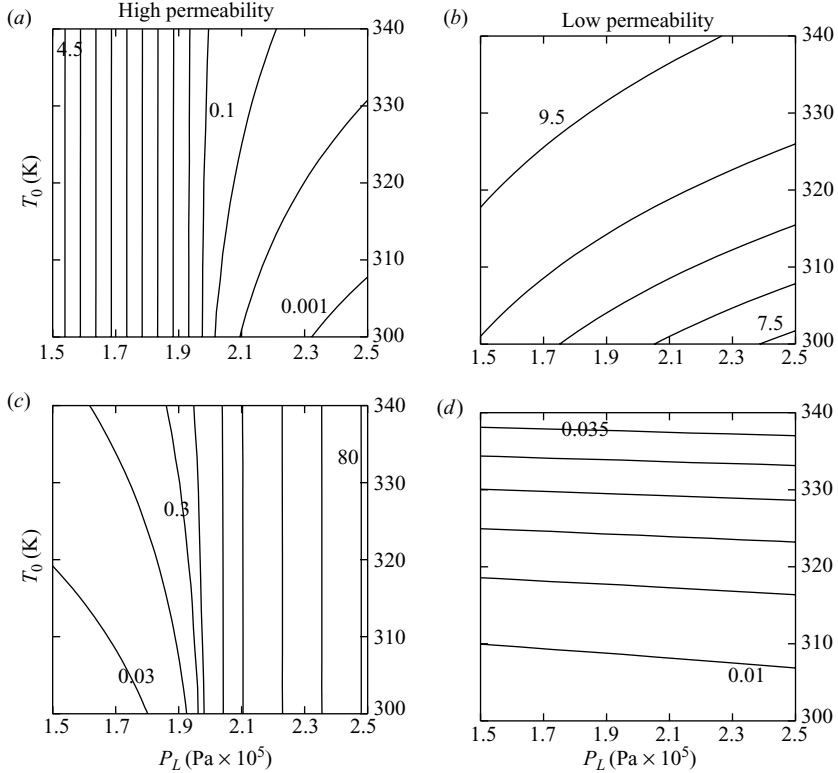 High permeability
Low permeability
(a)
4.5
0.1
0.001
T0 (K)
340
330
320
310
300
1.5 1.7 1.9 2.1 2.3 2.5
(b)
9.5
7.5
340
330
320
310
300
1.5 1.7 1.9 2.1 2.3 2.5
(c)
80
0.3
0.03
T0 (K)
340
330
320
310
300
1.5 1.7 1.9 2.1 2.3 2.5
PL (Pa × 10⁵)
(d)
0.035
0.01
340
330
320
310
300
1.5 1.7 1.9 2.1 2.3 2.5
PL (Pa × 10⁵)